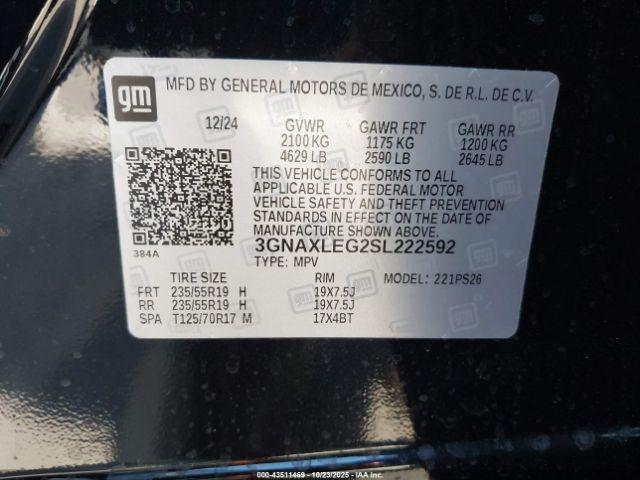 gm
MFD BY GENERAL MOTORS DE MEXICO, S. DE R.L. DE C.V.
12/24 GVWR GAWR FRT GAWR RR
2100 KG 1175 KG 1200 KG
4629 LB 2590 LB 2645 LB
THIS VEHICLE CONFORMS TO ALL
APPLICABLE U.S. FEDERAL MOTOR
VEHICLE SAFETY AND THEFT PREVENTION
STANDARDS IN EFFECT ON THE DATE OF
MANUFACTURE SHOWN ABOVE.
3GNAXLEG2SL222592
384A
TYPE: MPV
TIRE SIZE RIM MODEL: 221PS26
FRT 235/55R19 H 19X7.5J
RR 235/55R19 H 19X7.5J
SPA T125/70R17 M 17X4BT
© 000-43511469 - 10/23/2025 - IAA, Inc.